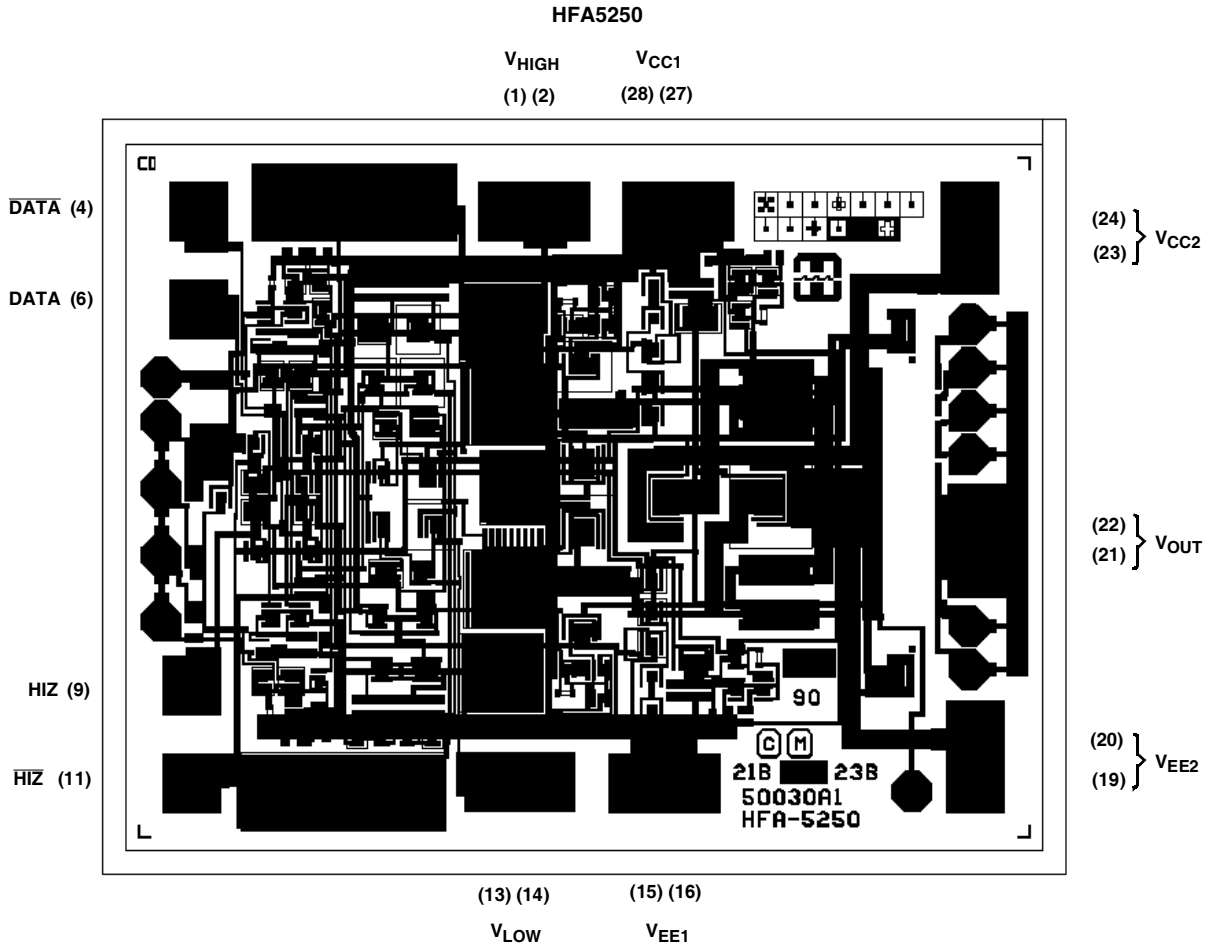 HFA5250
VHIGH
VCC1
(1) (2)
(28) (27)
DATA (4)
(24)
(23)
VCC2
DATA (6)
(22)
(21)
VOUT
HIZ (9)
90
(20)
(19)
VEE2
C M
HIZ (11)
21B 23B
50030A1
HFA-5250
(13) (14)
(15) (16)
VLOW
VEE1